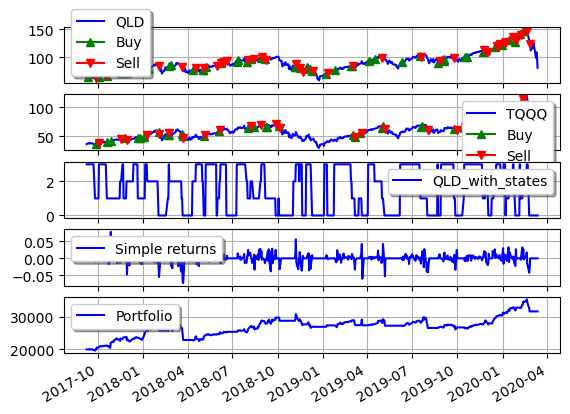 QLD
Buy
Sell
150
100
TQQQ
Buy
Sell
100
50
QLD_with_states
2
0
Simple returns
0.05
0.00
−0.05
Portfolio
30000
20000
2017-10
2018-01
2018-04
2018-07
2018-10
2019-01
2019-04
2019-07
2019-10
2020-01
2020-04